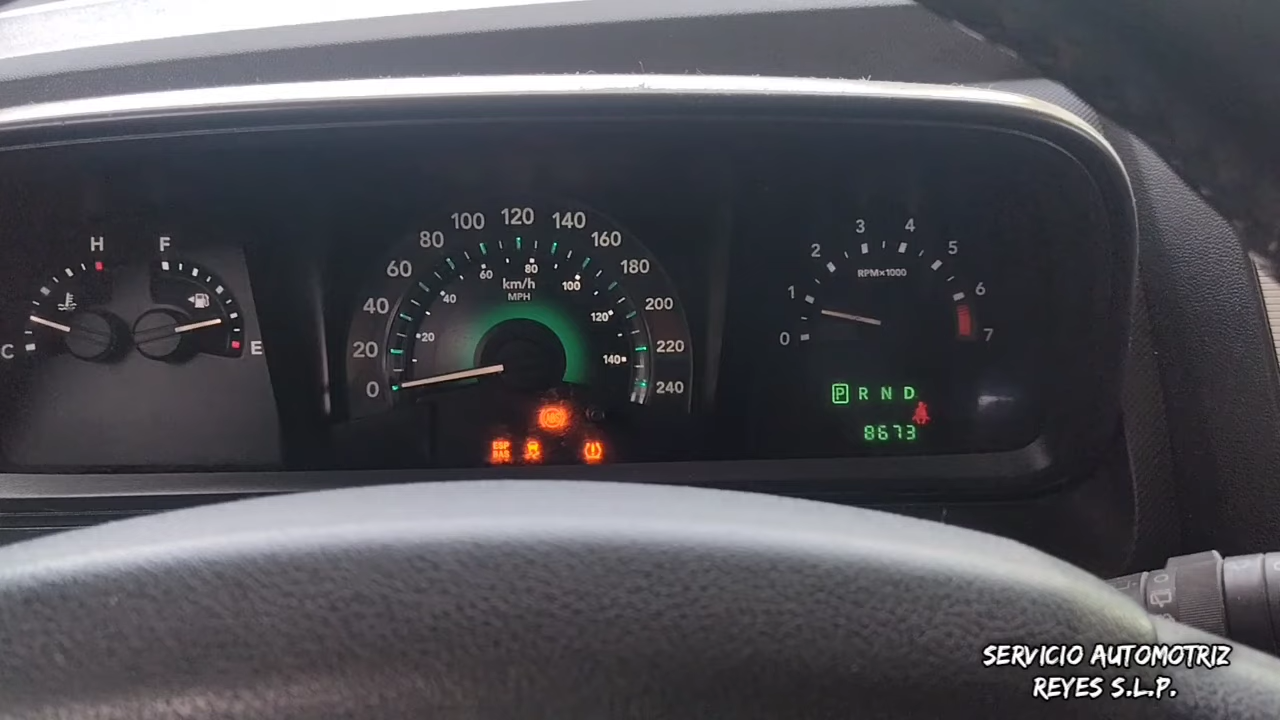 H
F
C
E
100 120 140
80
160
60
180
40
200
20
220
0
240
60 80
100
40
km/h
MPH
120
20
140
ESP
BAS
3 4
2
5
1
6
0
7
RPM×1000
P R N D
8673
SERVICIO AUTOMOTRIZ
REYES S.L.P.